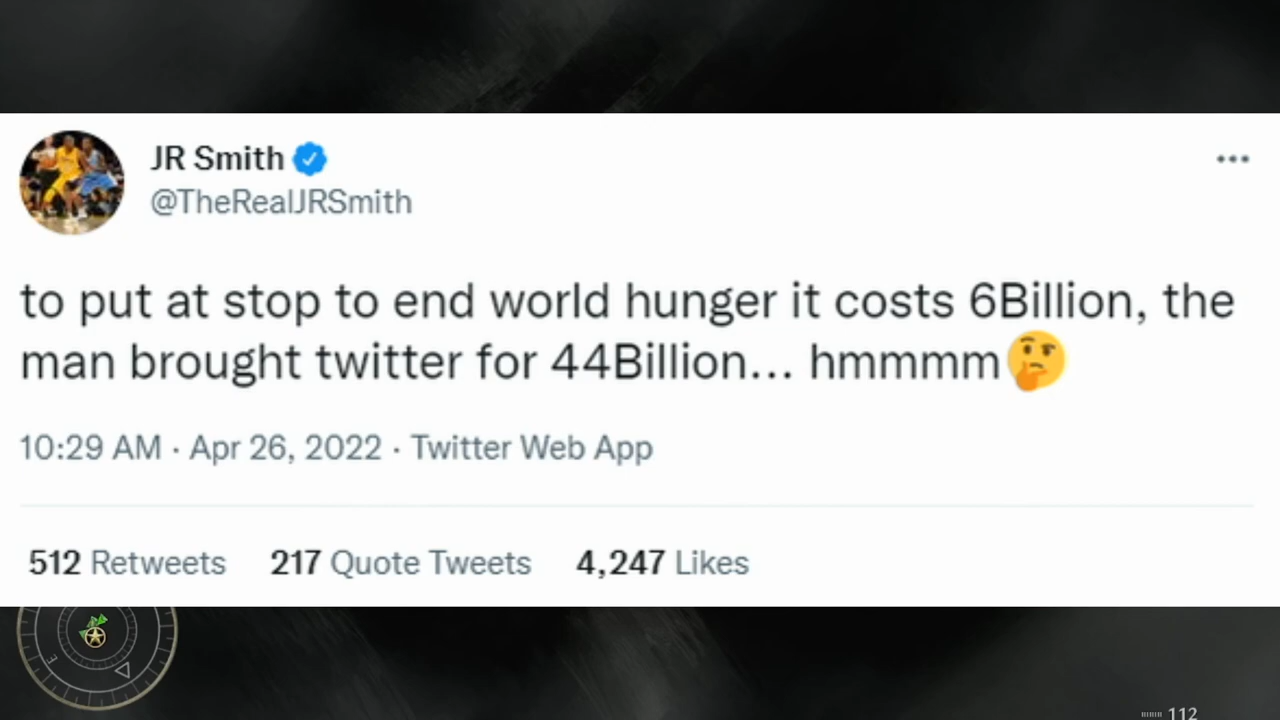 JR Smith
@TheRealJRSmith
to put at stop to end world hunger it costs 6Billion, the
man brought twitter for 44Billion... hmmmm🤔
10:29 AM · Apr 26, 2022 · Twitter Web App
512 Retweets 217 Quote Tweets 4,247 Likes
E
112